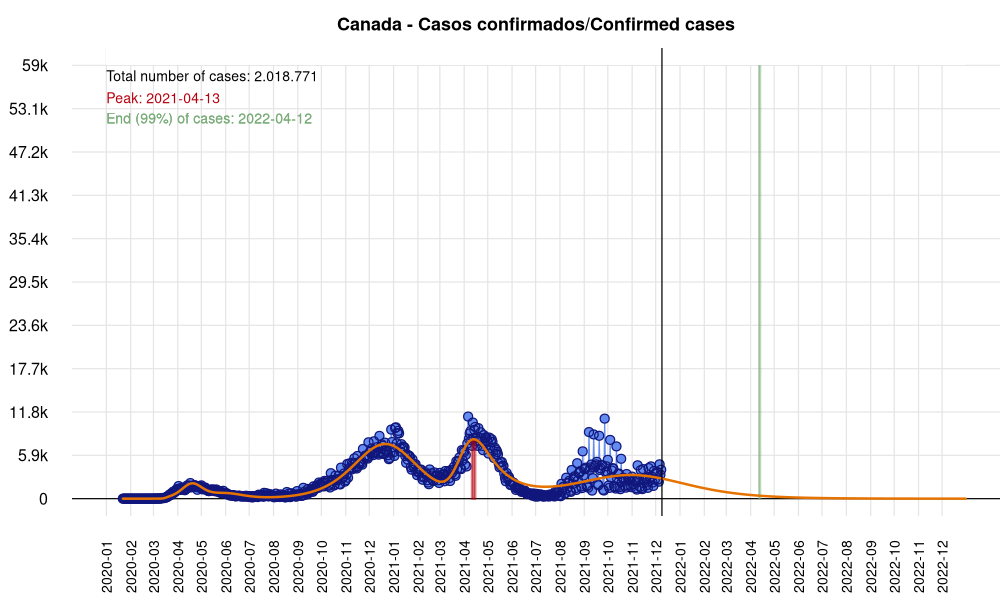 Canada - Casos confirmados/Confirmed cases
59k
Total number of cases: 2.018.771
Peak: 2021-04-13
End (99%) of cases: 2022-04-12
53.1k
47.2k
41.3k
35.4k
29.5k
23.6k
17.7k
11.8k
5.9k
0
2020-01
2020-02
2020-03
2020-04
2020-05
2020-06
2020-07
2020-08
2020-09
2020-10
2020-11
2020-12
2021-01
2021-02
2021-03
2021-04
2021-05
2021-06
2021-07
2021-08
2021-09
2021-10
2021-11
2021-12
2022-01
2022-02
2022-03
2022-04
2022-05
2022-06
2022-07
2022-08
2022-09
2022-10
2022-11
2022-12